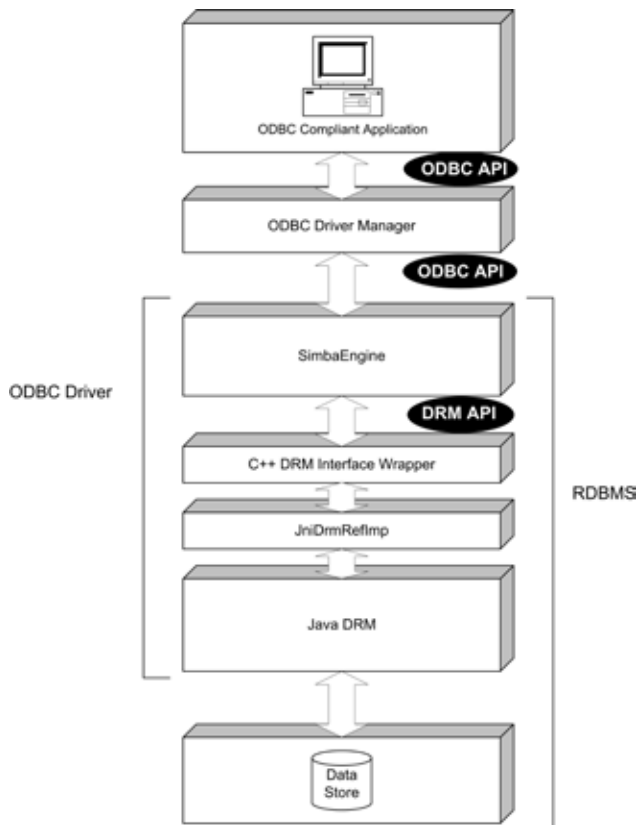 ODBC Compliant Application
ODBC API
ODBC Driver Manager
ODBC API
SimbaEngine
ODBC Driver
DRM API
C++ DRM Interface Wrapper
RDBMS
JniDrmRefImp
Java DRM
Data
Store